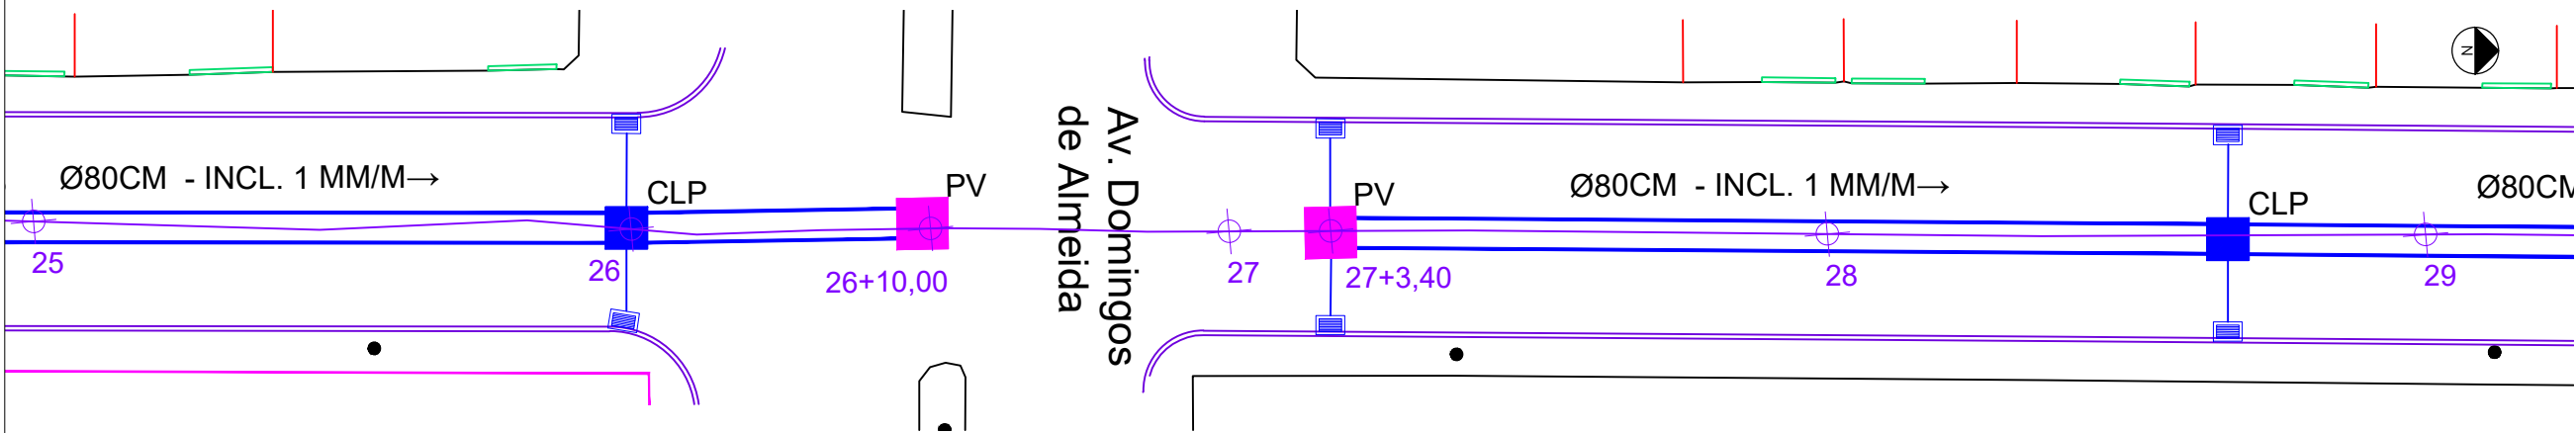 Ø80CM - INCL. 1 MM/M→
CLP
PV
Av. Domingos
de Almeida
PV
Ø80CM - INCL. 1 MM/M→
CLP
Ø80CM
N
25
26
26+10,00
27
27+3,40
28
29